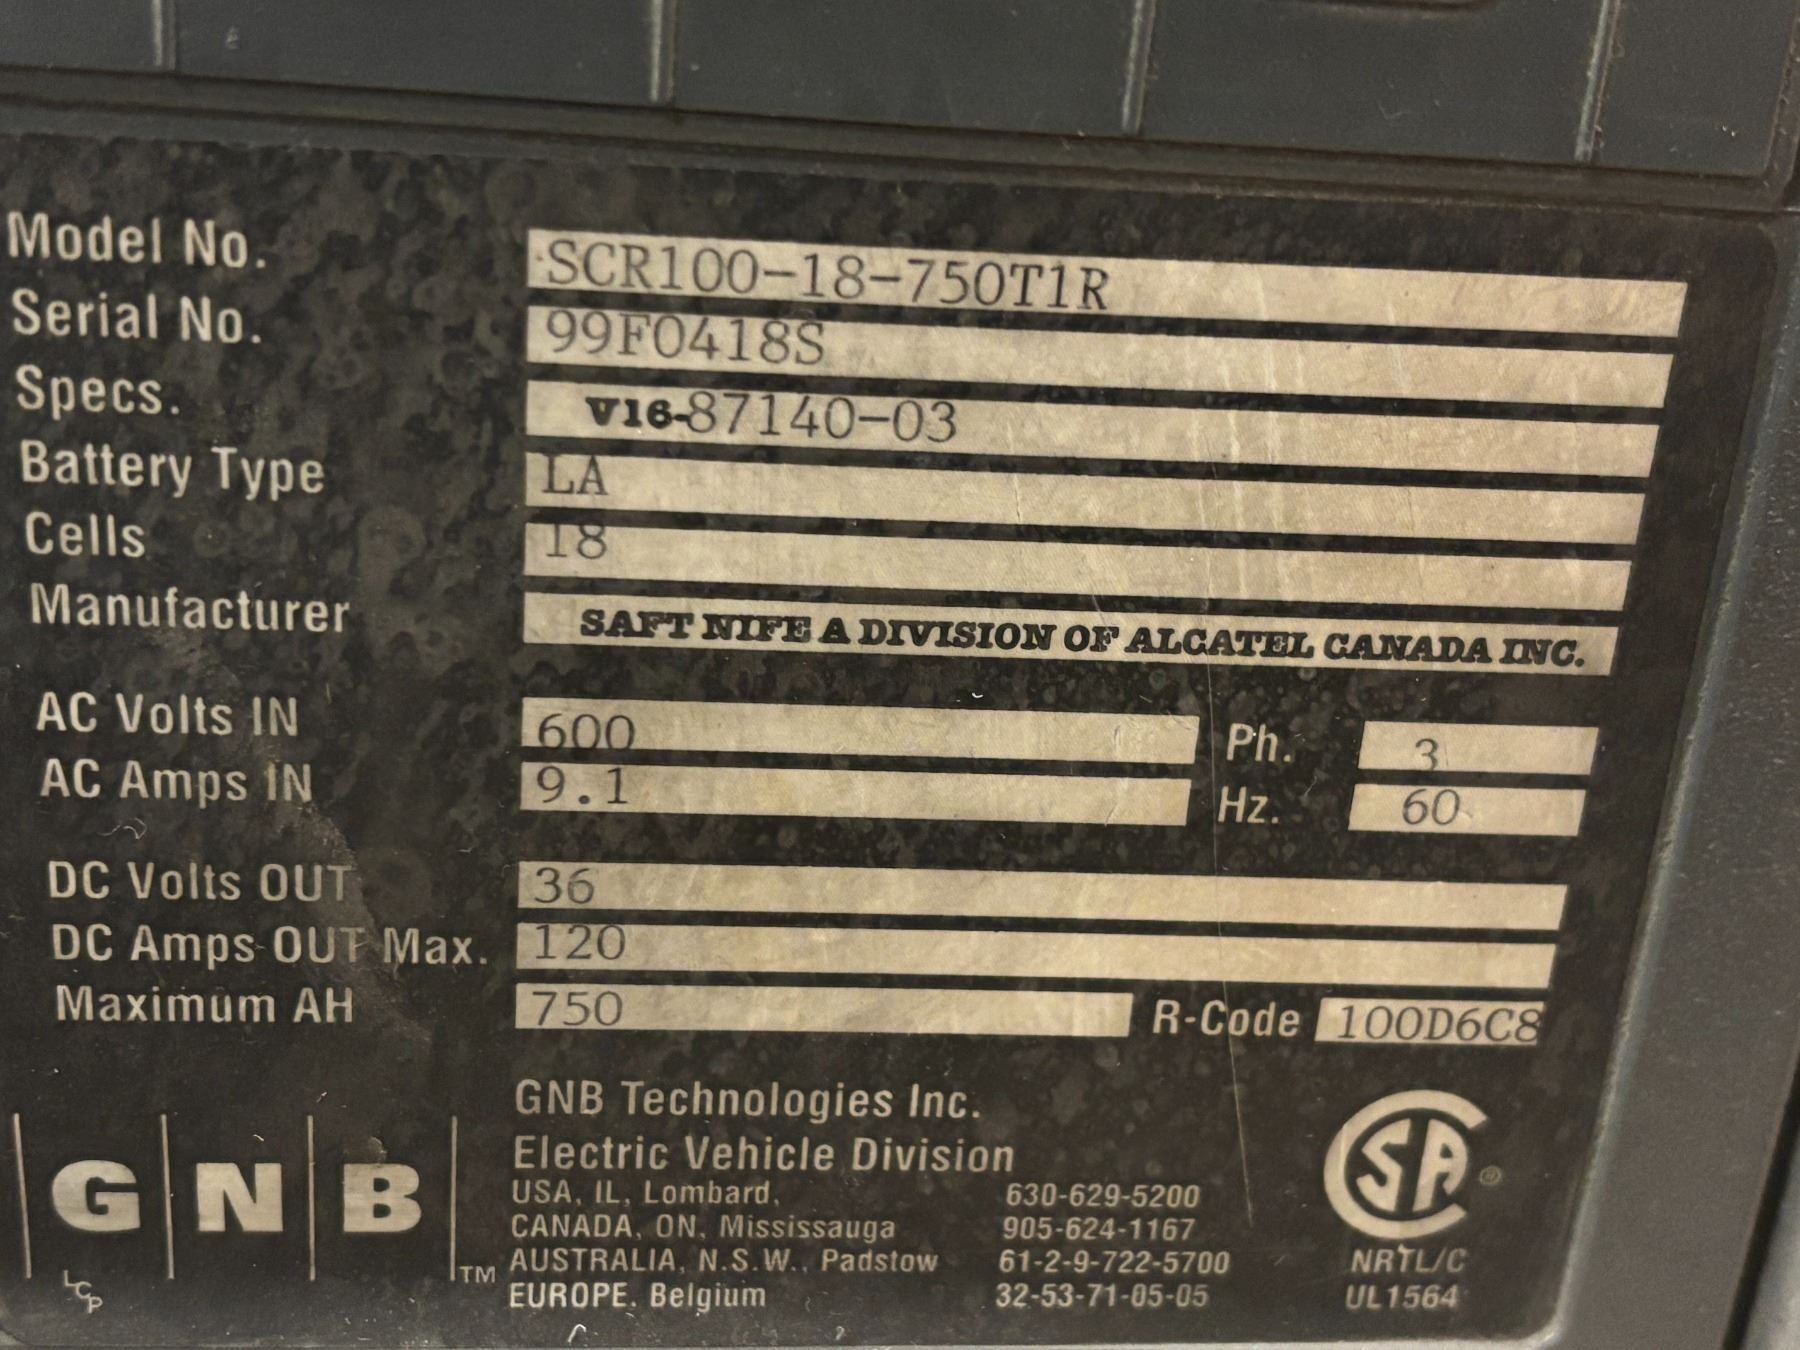 Model No. SCR100-18-750T1R
Serial No. 99F0418S
Specs. V16-87140-03
Battery Type LA
Cells 18
Manufacturer SAFT NIFE A DIVISION OF ALCATEL CANADA INC.
AC Volts IN 600 Ph. 3
AC Amps IN 9.1 Hz. 60
DC Volts OUT 36
DC Amps OUT Max. 120
Maximum AH 750 R-Code 100D6C8
GNB Technologies Inc.
Electric Vehicle Division
USA, IL, Lombard, 630-629-5200
CANADA, ON, Mississauga 905-624-1167
AUSTRALIA, N.S.W., Padstow 61-2-9-722-5700
EUROPE, Belgium 32-53-71-05-05
GNB TM
LCP
SA ®
NRTL/C
UL1564